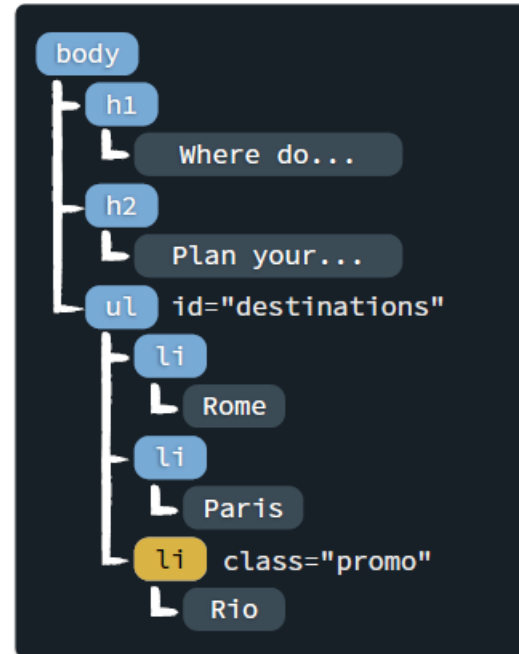 body
h1
Where do...
h2
Plan your...
ul id="destinations"
li
Rome
li
Paris
li class="promo"
Rio